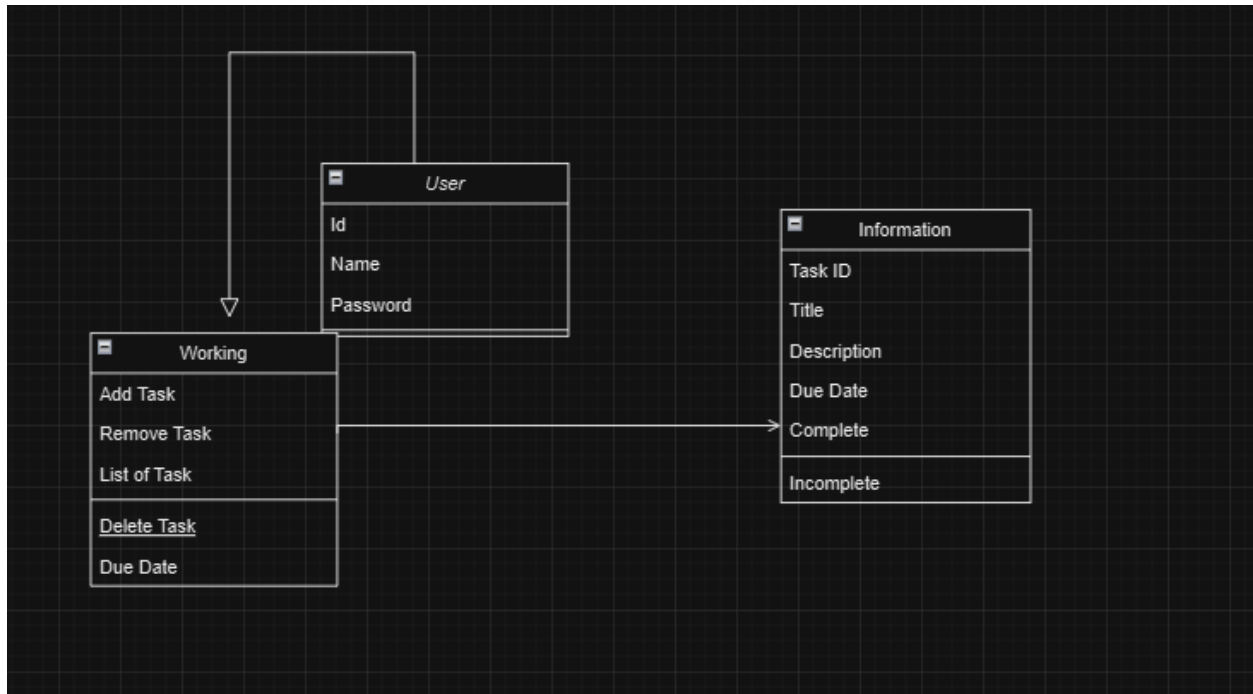 User
Id
Name
Password
Working
Add Task
Remove Task
List of Task
Delete Task
Due Date
Information
Task ID
Title
Description
Due Date
Complete
Incomplete